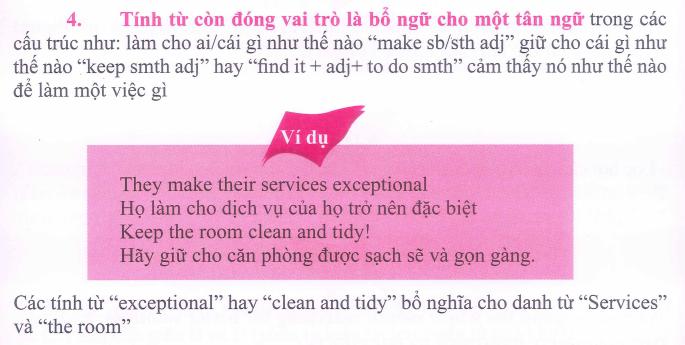 4. Tính từ còn đóng vai trò là bổ ngữ cho một tân ngữ trong các
cấu trúc như: làm cho ai/cái gì như thế nào “make sb/sth adj” giữ cho cái gì như
thế nào “keep smth adj” hay “find it + adj+ to do smth” cảm thấy nó như thế nào
để làm một việc gì
Ví dụ
They make their services exceptional
Họ làm cho dịch vụ của họ trở nên đặc biệt
Keep the room clean and tidy!
Hãy giữ cho căn phòng được sạch sẽ và gọn gàng.
Các tính từ “exceptional” hay “clean and tidy” bổ nghĩa cho danh từ “Services”
và “the room”